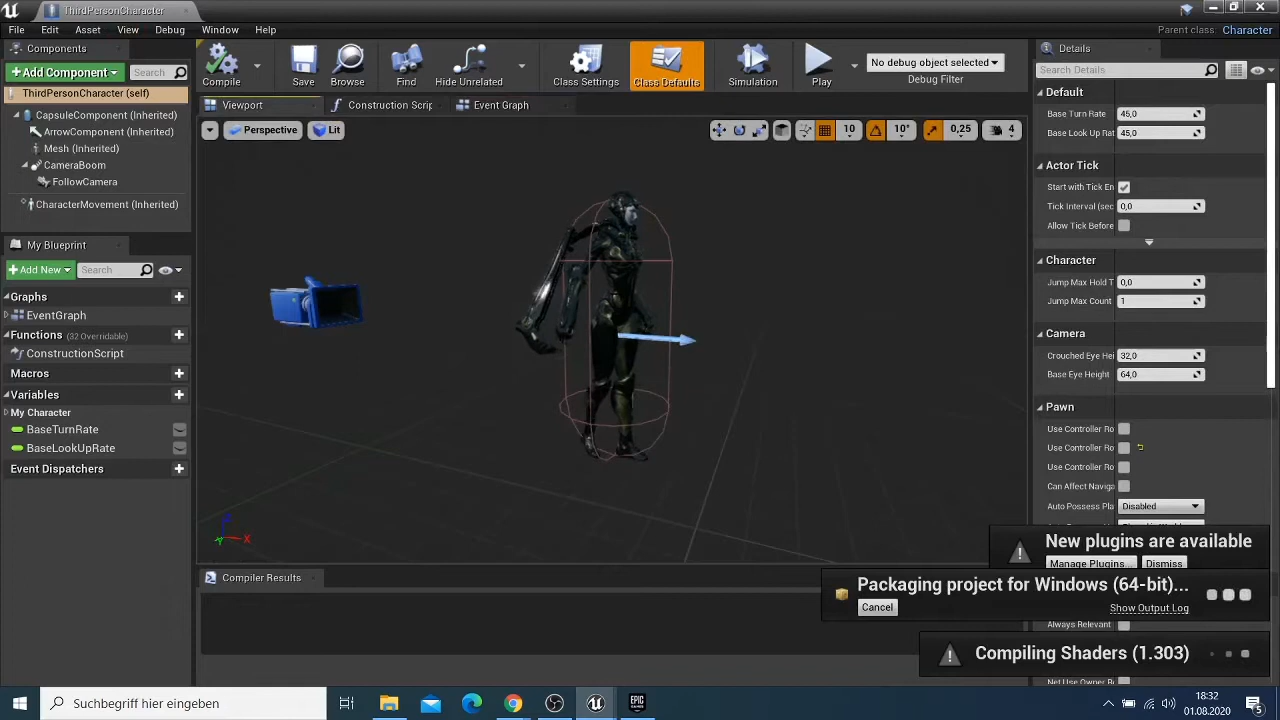 ThirdPersonCharacter
File Edit Asset View Debug Window Help
Parent class: Character
Components
Add Component
Search
ThirdPersonCharacter (self)
CapsuleComponent (Inherited)
ArrowComponent (Inherited)
Mesh (Inherited)
CameraBoom
FollowCamera
CharacterMovement (Inherited)
My Blueprint
Add New
Search
Graphs
EventGraph
Functions (32 Overridable)
ConstructionScript
Macros
Variables
My Character
BaseTurnRate
BaseLookUpRate
Event Dispatchers
Compile
Save
Browse
Find
Hide Unrelated
Class Settings
Class Defaults
Simulation
Play
No debug object selected
Debug Filter
Viewport
Construction Scrip
Event Graph
Perspective
Lit
10
10°
0,25
4
X
Compiler Results
Details
Search Details
Default
Base Turn Rate 45,0
Base Look Up Rat 45,0
Actor Tick
Start with Tick En
Tick Interval (sec 0,0
Allow Tick Before
Character
Jump Max Hold T 0,0
Jump Max Count 1
Camera
Crouched Eye Hei 32,0
Base Eye Height 64,0
Pawn
Use Controller Ro
Use Controller Ro
Use Controller Ro
Can Affect Naviga
Auto Possess Pla Disabled
New plugins are available
Manage Plugins... Dismiss
Packaging project for Windows (64-bit)...
Cancel
Show Output Log
Always Relevant
Compiling Shaders (1.303)
Net Use Owner R
Suchbegriff hier eingeben
EPIC GAMES
18:32
01.08.2020
5